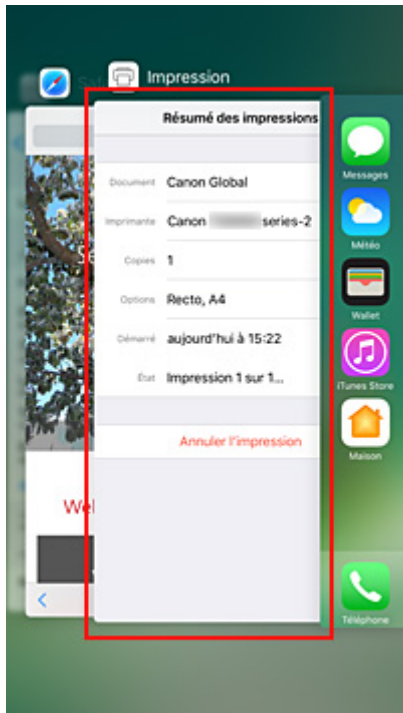 Impression
Résumé des impressions
Document Canon Global
Imprimante Canon series-2
Copies 1
Options Recto, A4
Démarré aujourd'hui à 15:22
État Impression 1 sur 1...
Annuler l'impression
Wel
Messages
Météo
Wallet
iTunes Store
Maison
Téléphone